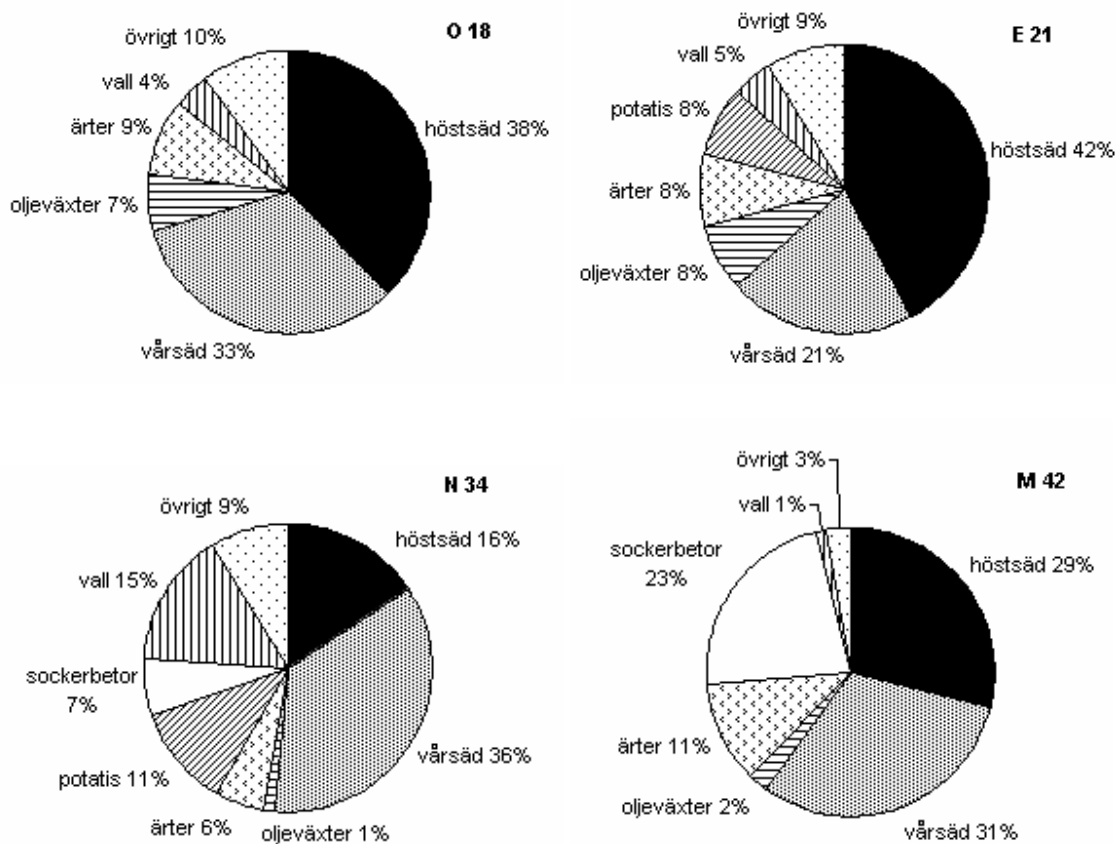 O 18
övrigt 10%
vall 4%
ärter 9%
höstsäd 38%
oljeväxter 7%
vårsäd 33%
E 21
övrigt 9%
vall 5%
potatis 8%
höstsäd 42%
ärter 8%
oljeväxter 8%
vårsäd 21%
N 34
övrigt 9%
höstsäd 16%
vall 15%
sockerbetor
7%
vårsäd 36%
potatis 11%
ärter 6%
oljeväxter 1%
M 42
övrigt 3%
vall 1%
sockerbetor
23%
höstsäd 29%
ärter 11%
oljeväxter 2%
vårsäd 31%